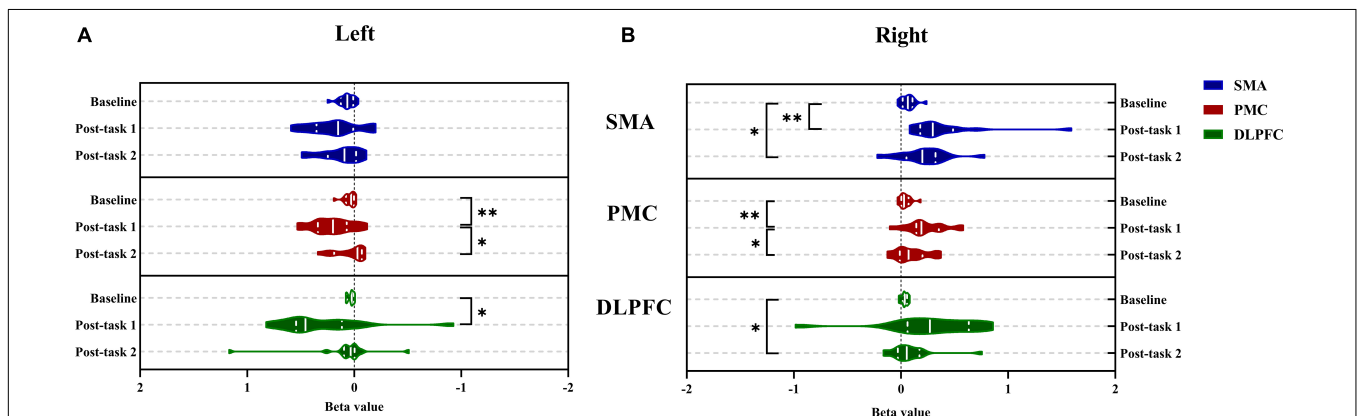 A
Left
B
Right
Baseline
Post-task 1
Post-task 2
Baseline
Post-task 1
Post-task 2
Baseline
Post-task 1
Post-task 2
**
*
*
2
1
0
-1
-2
Beta value
SMA
PMC
DLPFC
*
**
**
*
*
Baseline
Post-task 1
Post-task 2
Baseline
Post-task 1
Post-task 2
Baseline
Post-task 1
Post-task 2
-2
-1
0
1
2
Beta value
SMA
PMC
DLPFC